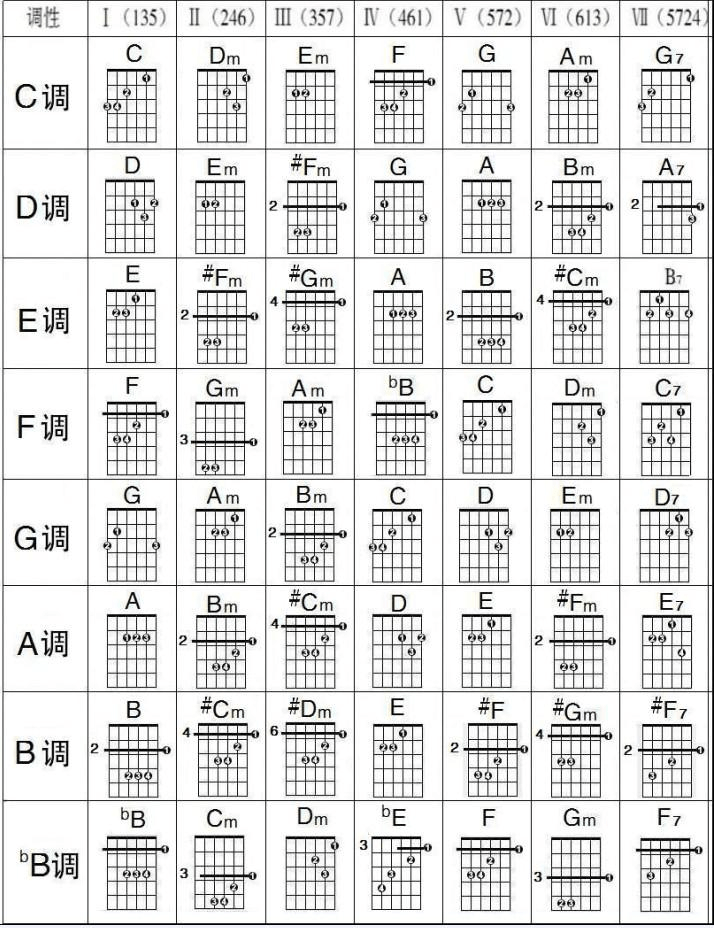 调性 Ⅰ（135） Ⅱ（246） Ⅲ（357） Ⅳ（461） Ⅴ（572） Ⅵ（613） Ⅶ（5724）
C调 C Dm Em F G Am G7
D调 D Em #Fm G A Bm A7
2 2 2
E调 E #Fm #Gm A B #Cm B7
2 4 2 4
F调 F Gm Am bB C Dm C7
3
G调 G Am Bm C D Em D7
2
A调 A Bm #Cm D E #Fm E7
2 4 2
B调 B #Cm #Dm E #F #Gm #F7
2 4 6 2 4 2
bB调 bB Cm Dm bE F Gm F7
3 3 3